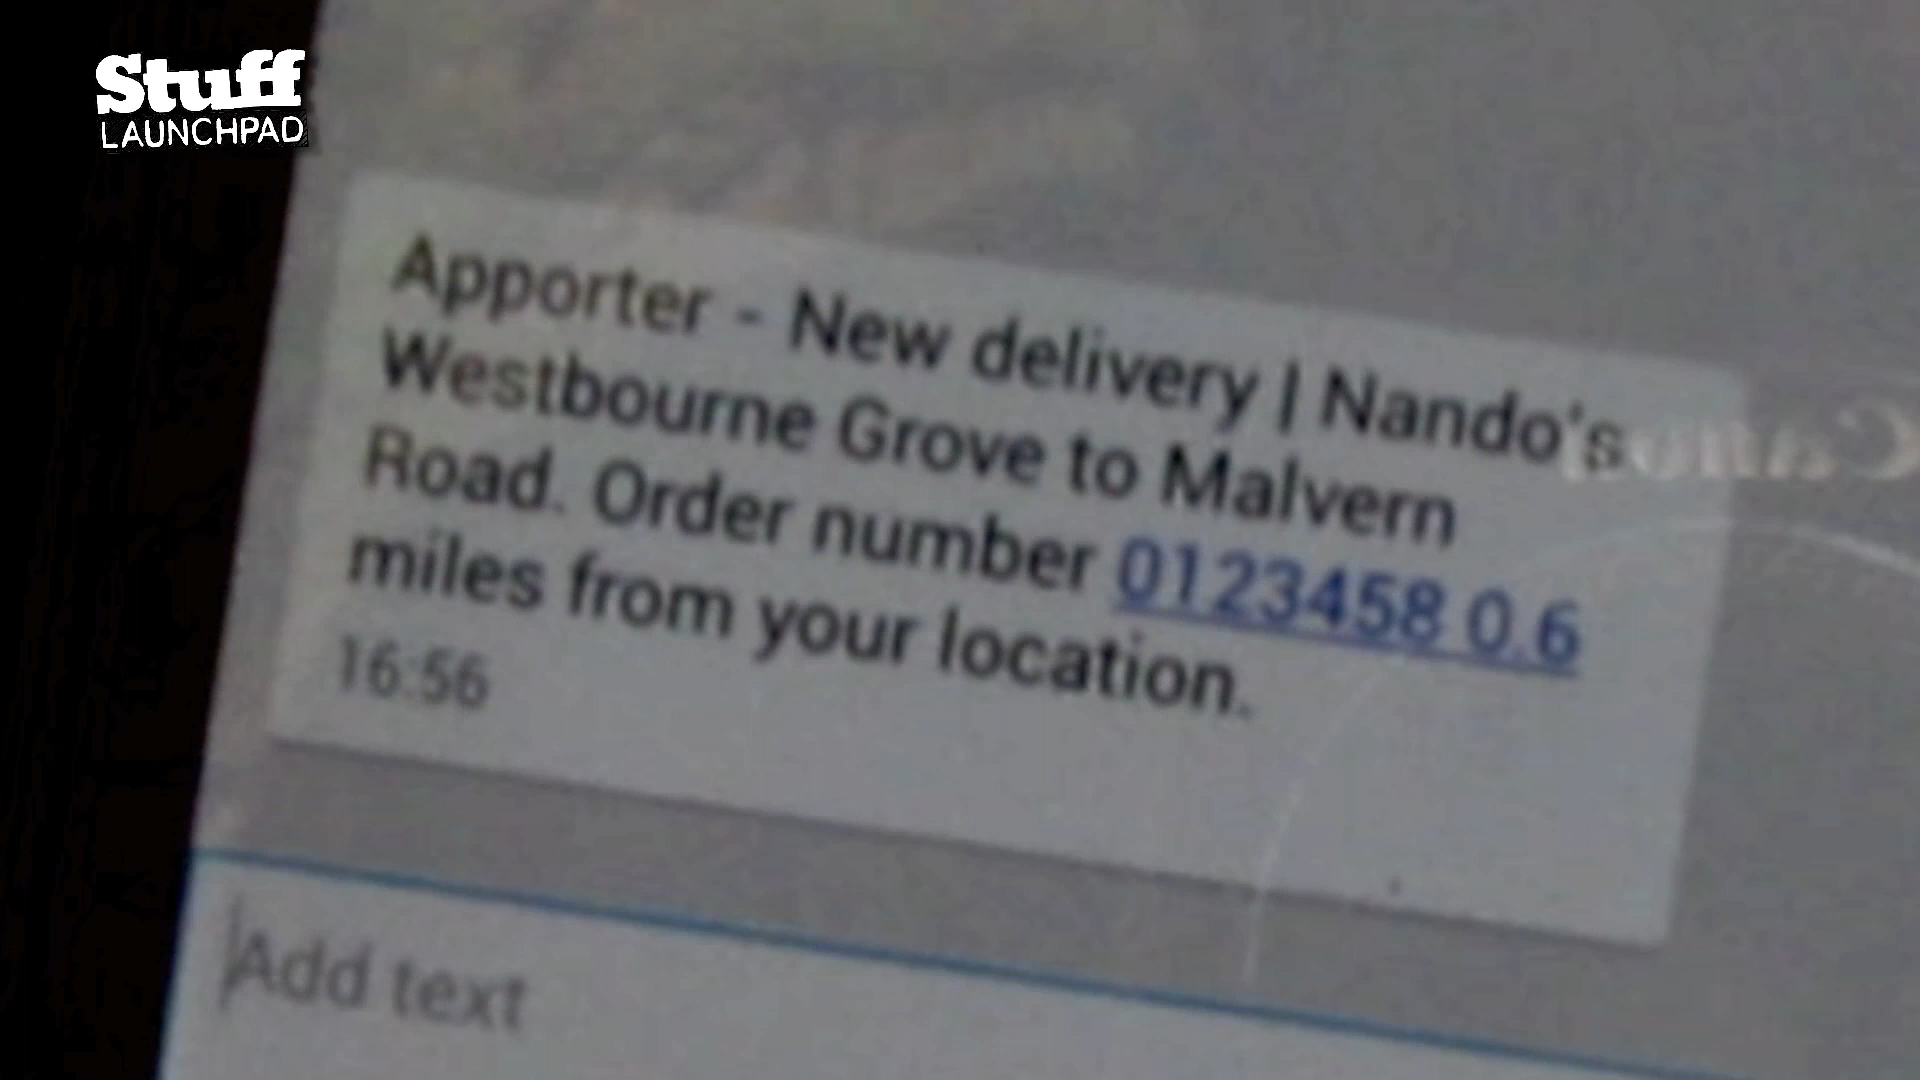 Stuff
LAUNCHPAD
Apporter - New delivery | Nando's
Westbourne Grove to Malvern
Road. Order number 0123458 0.6
miles from your location.
16:56
Add text
Canon